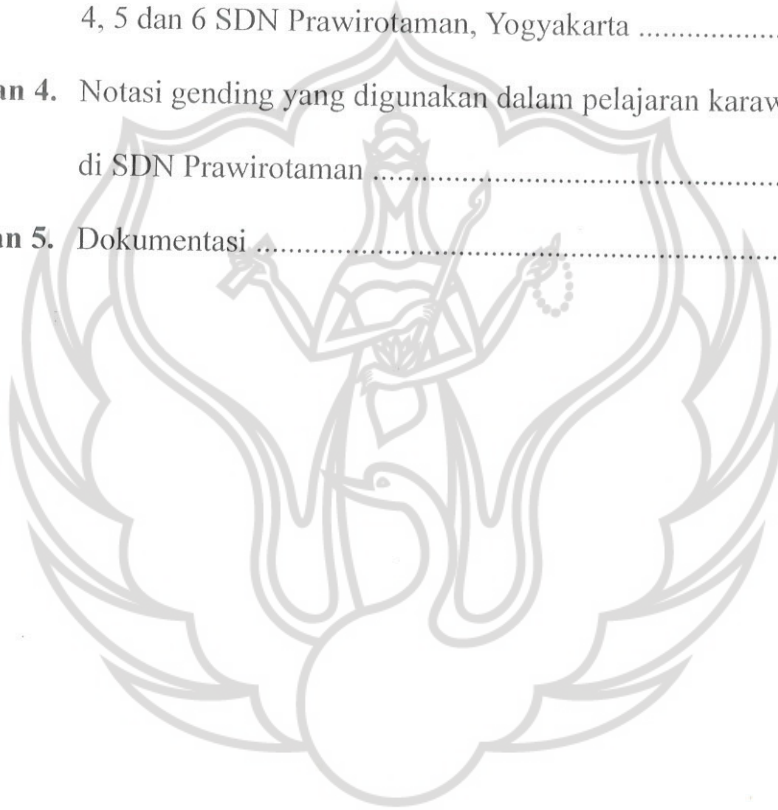 4, 5 dan 6 SDN Prawirotaman, Yogyakarta ..................
an 4. Notasi gending yang digunakan dalam pelajaran karaw
di SDN Prawirotaman ....................................................
an 5. Dokumentasi ..................................................................